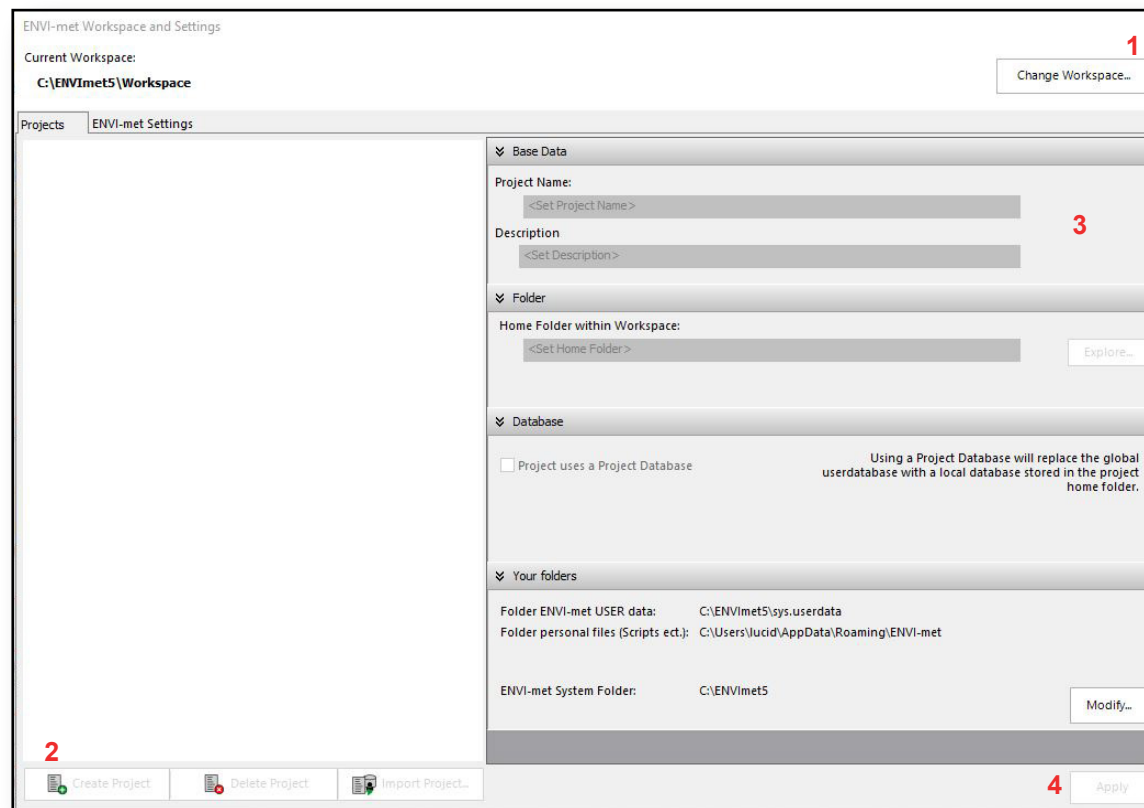 ENVI-met Workspace and Settings
Current Workspace:
C:\ENVImet5\Workspace
1
Change Workspace...
Projects
ENVI-met Settings
Base Data
Project Name:
<Set Project Name>
Description
<Set Description>
3
Folder
Home Folder within Workspace:
<Set Home Folder>
Explore...
Database
Project uses a Project Database
Using a Project Database will replace the global
userdatabase with a local database stored in the project
home folder.
Your folders
Folder ENVI-met USER data: C:\ENVImet5\sys.userdata
Folder personal files (Scripts ect.): C:\Users\lucid\AppData\Roaming\ENVI-met
ENVI-met System Folder: C:\ENVImet5
Modify...
2
Create Project
Delete Project
Import Project...
4
Apply